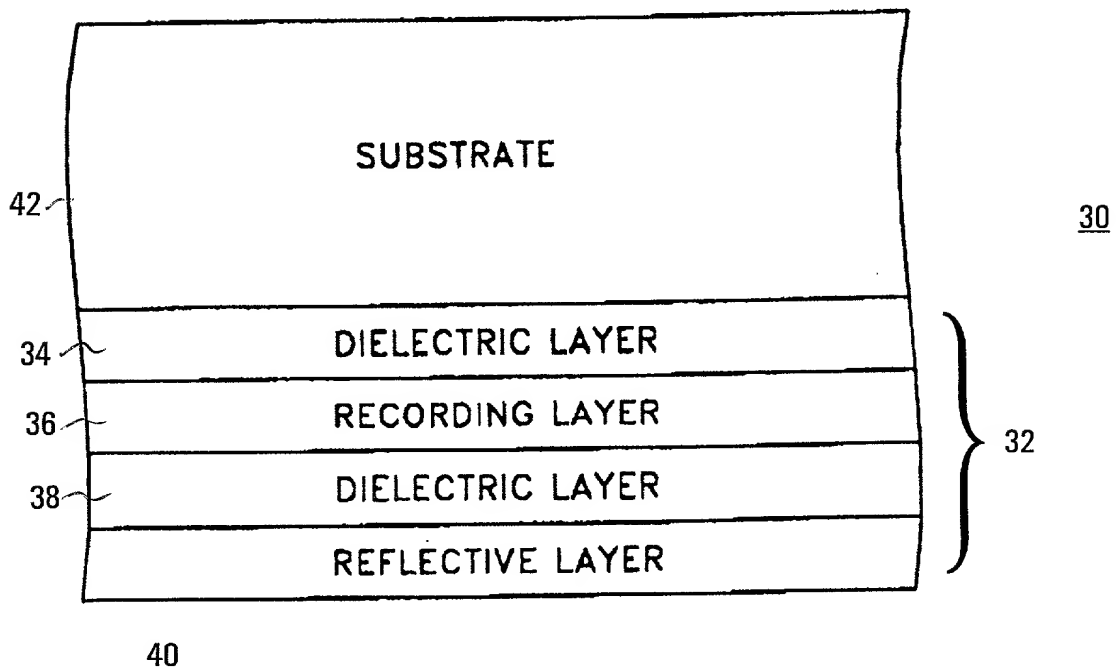 SUBSTRATE
42
30
34
DIELECTRIC LAYER
36
RECORDING LAYER
32
38
DIELECTRIC LAYER
REFLECTIVE LAYER
40